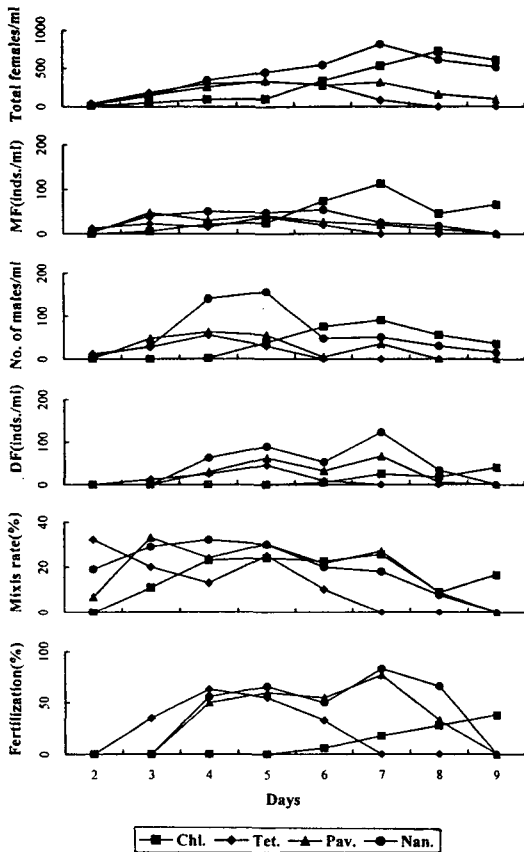 Total females/ml
1000
500
0
MF(inds./ml)
200
100
0
No. of males/ml
200
100
0
DF(inds./ml)
200
100
0
Mixis rate(%)
40
20
0
Fertilization(%)
100
50
0
2 3 4 5 6 7 8 9
Days
Chl. Tet. Pav. Nan.